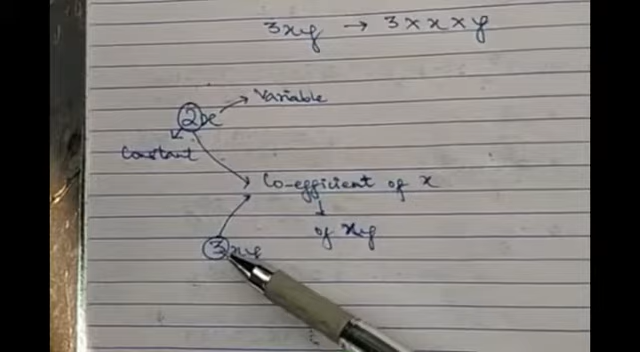 3xy → 3 × x × y
Variable
2x
Constant
Co-efficient of x
of xy
3xy